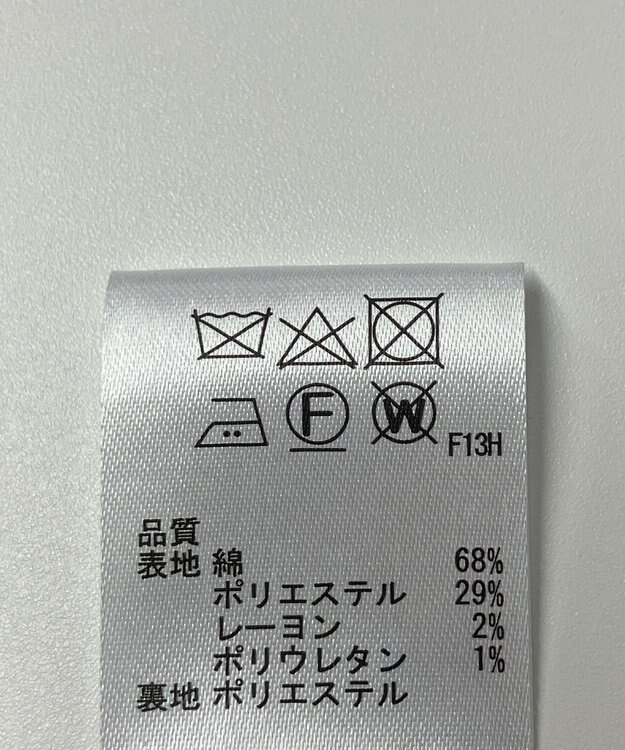 F W F13H
品質
表地 綿 68%
ポリエステル 29%
レーヨン 2%
ポリウレタン 1%
裏地 ポリエステル